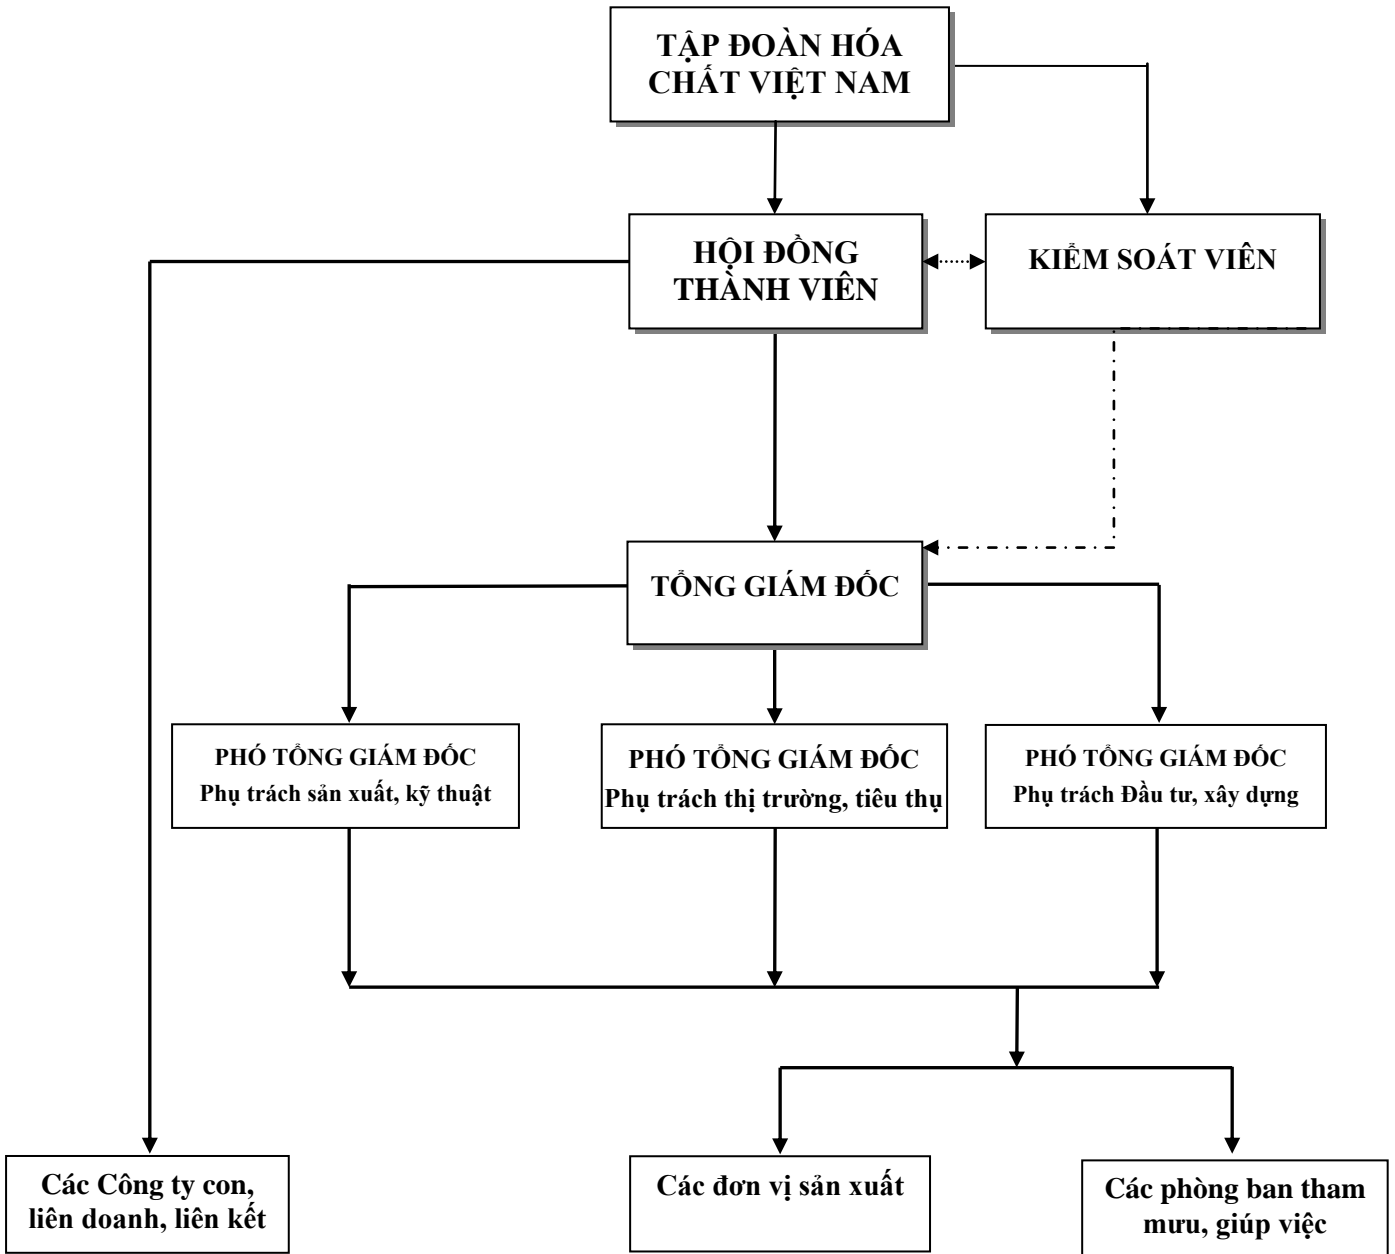 TẬP ĐOÀN HÓA
CHẤT VIỆT NAM
HỘI ĐỒNG
THÀNH VIÊN
KIỂM SOÁT VIÊN
TỔNG GIÁM ĐỐC
PHÓ TỔNG GIÁM ĐỐC
Phụ trách sản xuất, kỹ thuật
PHÓ TỔNG GIÁM ĐỐC
Phụ trách thị trường, tiêu thụ
PHÓ TỔNG GIÁM ĐỐC
Phụ trách Đầu tư, xây dựng
Các Công ty con,
liên doanh, liên kết
Các đơn vị sản xuất
Các phòng ban tham
mưu, giúp việc